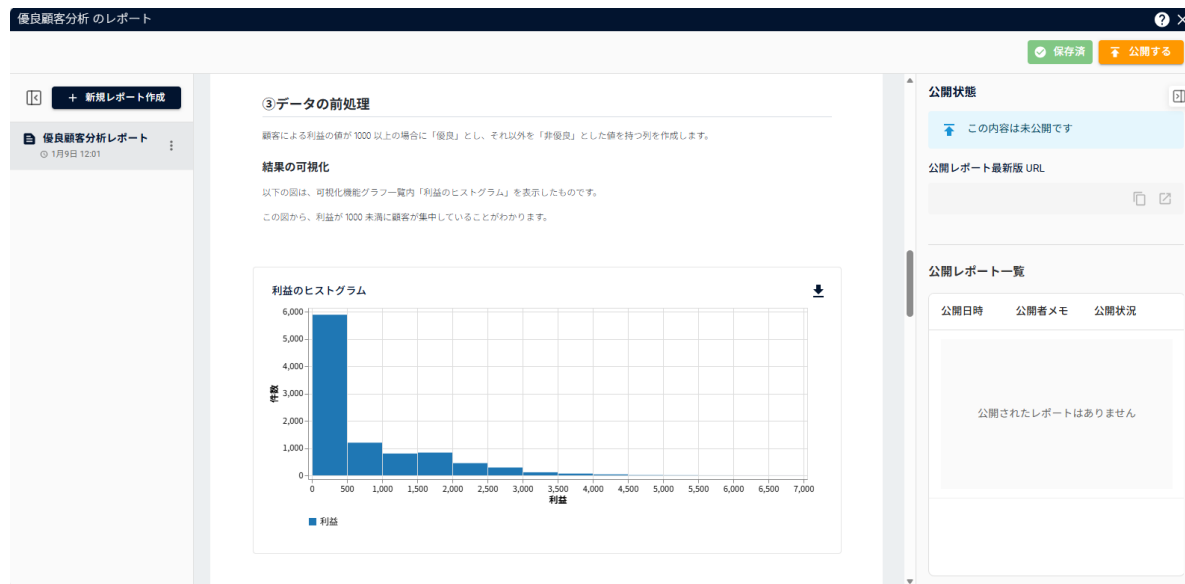 優良顧客分析 のレポート
保存済
公開する
+ 新規レポート作成
優良顧客分析レポート
1月9日 12:01
③データの前処理
顧客による利益の値が 1000 以上の場合に「優良」とし、それ以外を「非優良」とした値を持つ列を作成します。
結果の可視化
以下の図は、可視化機能グラフ一覧内「利益のヒストグラム」を表示したものです。
この図から、利益が 1000 未満に顧客が集中していることがわかります。
利益のヒストグラム
6,000
5,000
4,000
3,000
2,000
1,000
0
件数
0 500 1,000 1,500 2,000 2,500 3,000 3,500 4,000 4,500 5,000 5,500 6,000 6,500 7,000
利益
利益
公開状態
この内容は未公開です
公開レポート最新版 URL
公開レポート一覧
公開日時 公開者メモ 公開状況
公開されたレポートはありません